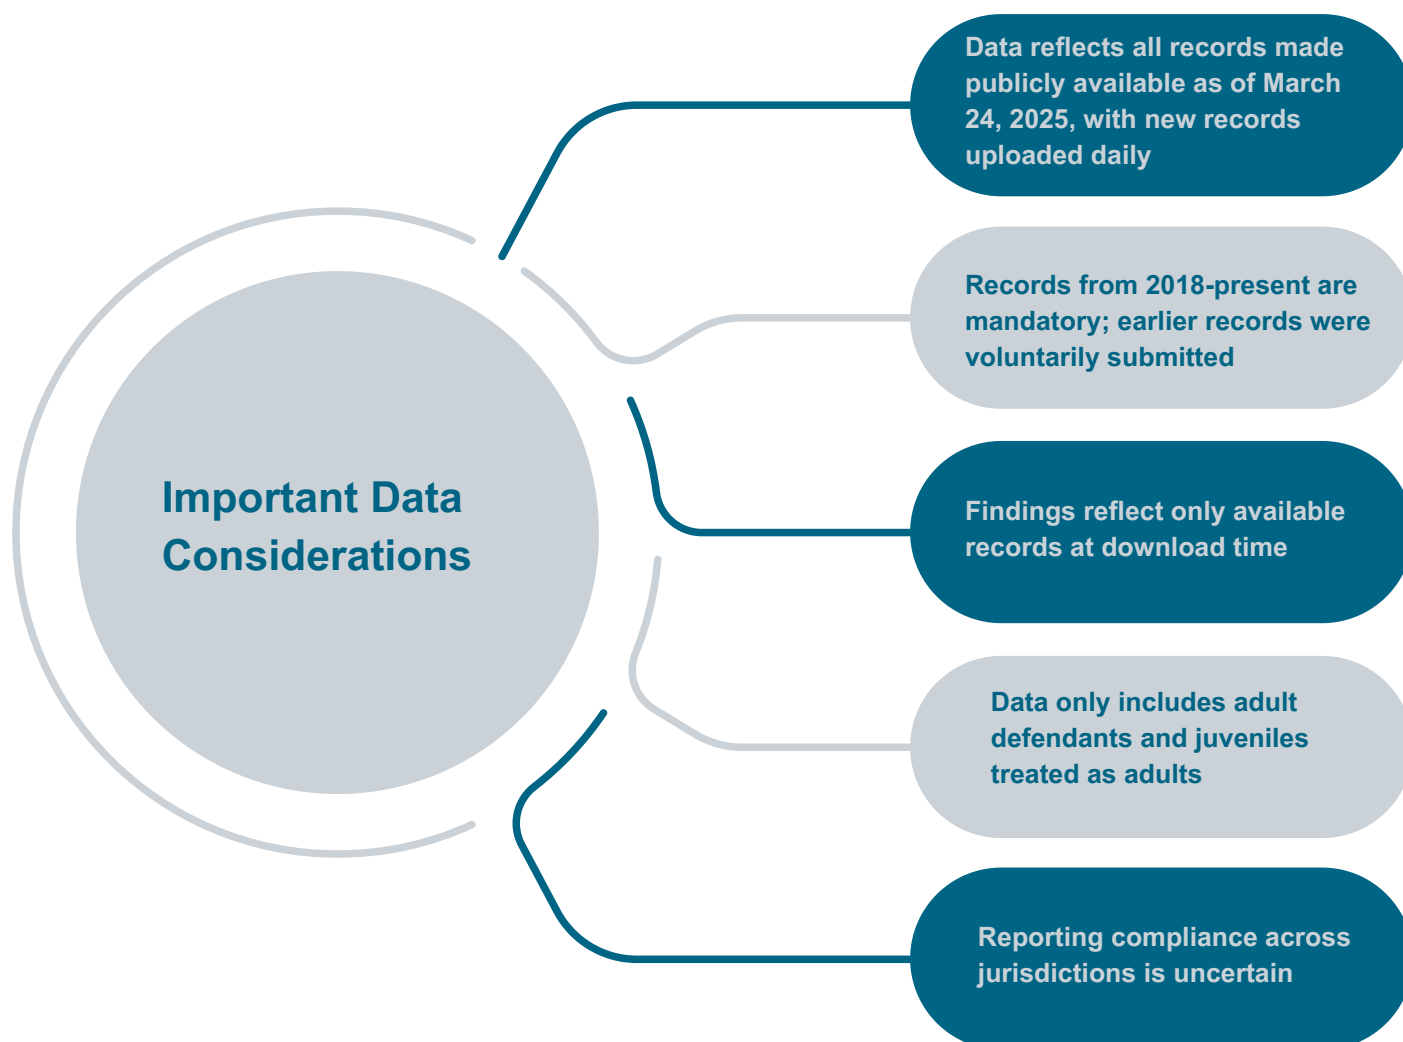 Important Data
Considerations
Data reflects all records made
publicly available as of March
24, 2025, with new records
uploaded daily
Records from 2018-present are
mandatory; earlier records were
voluntarily submitted
Findings reflect only available
records at download time
Data only includes adult
defendants and juveniles
treated as adults
Reporting compliance across
jurisdictions is uncertain